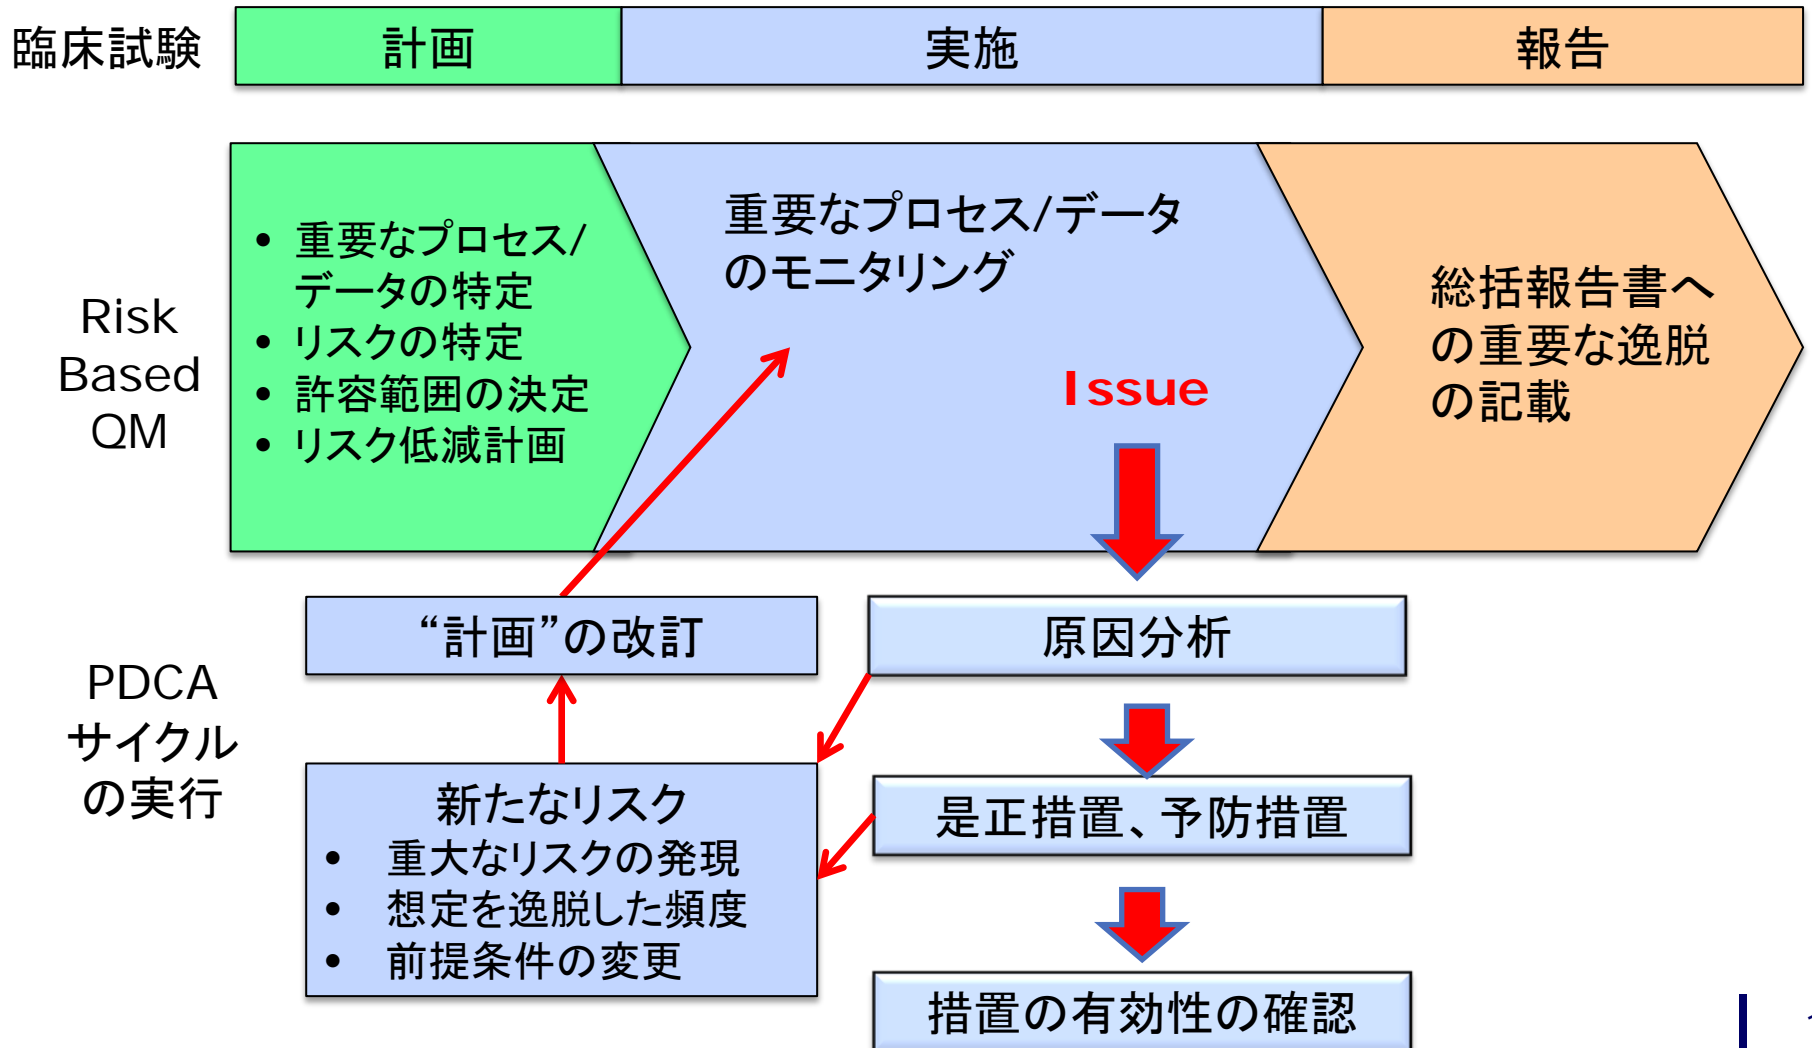 臨床試験
計画
実施
報告
Risk
Based
QM
• 重要なプロセス/
データの特定
• リスクの特定
• 許容範囲の決定
• リスク低減計画
重要なプロセス/データ
のモニタリング
Issue
総括報告書へ
の重要な逸脱
の記載
PDCA
サイクル
の実行
“計画”の改訂
原因分析
新たなリスク
• 重大なリスクの発現
• 想定を逸脱した頻度
• 前提条件の変更
是正措置、予防措置
措置の有効性の確認